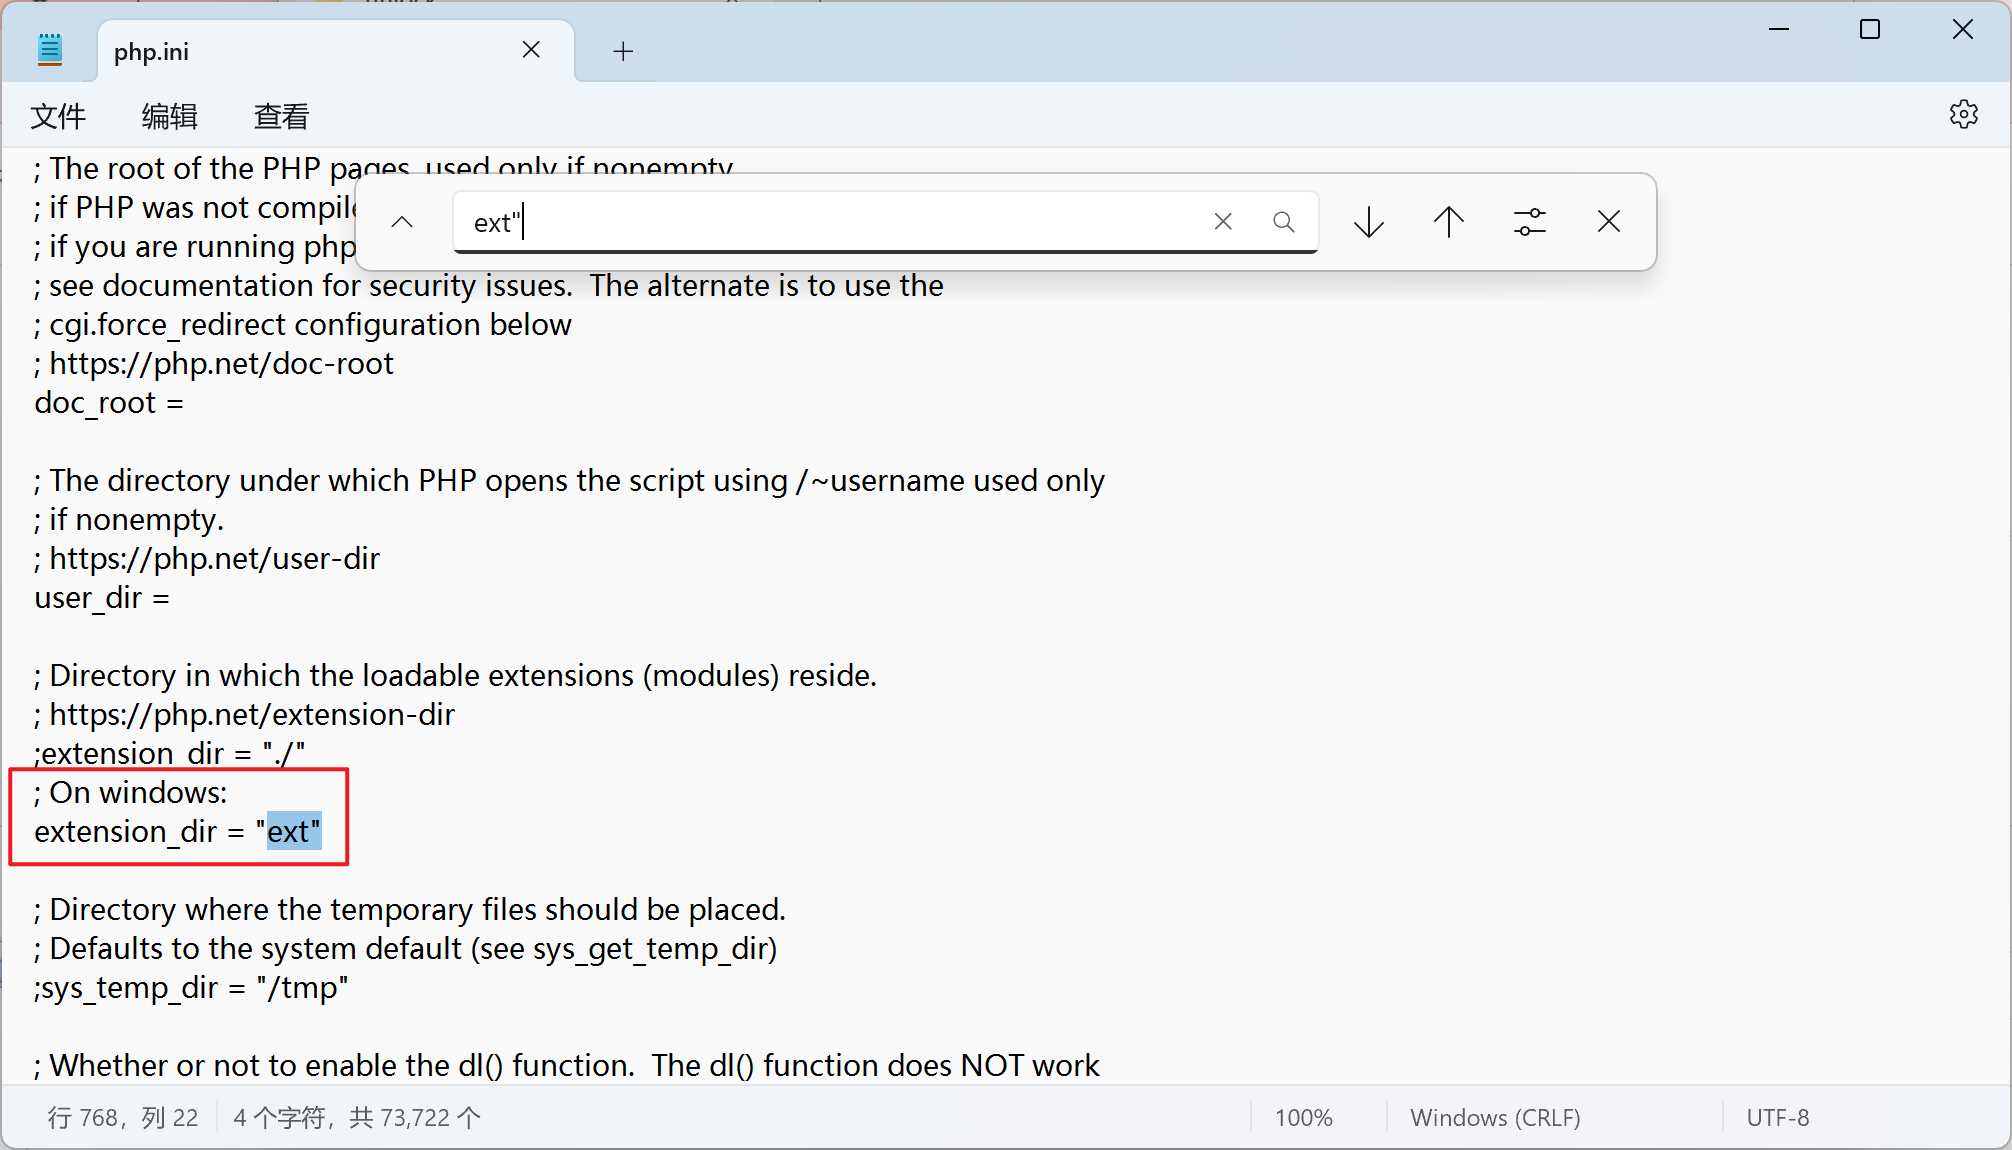 php.ini
文件 编辑 查看
; The root of the PHP pages, used only if nonempty.
ext"
; if PHP was not compile
; if you are running php
; see documentation for security issues.  The alternate is to use the
; cgi.force_redirect configuration below
; https://php.net/doc-root
doc_root =
; The directory under which PHP opens the script using /~username used only
; if nonempty.
; https://php.net/user-dir
user_dir =
; Directory in which the loadable extensions (modules) reside.
; https://php.net/extension-dir
;extension_dir = "./"
; On windows:
extension_dir = "ext"
; Directory where the temporary files should be placed.
; Defaults to the system default (see sys_get_temp_dir)
;sys_temp_dir = "/tmp"
; Whether or not to enable the dl() function.  The dl() function does NOT work
行 768，列 22 4 个字符，共 73,722 个 100% Windows (CRLF) UTF-8